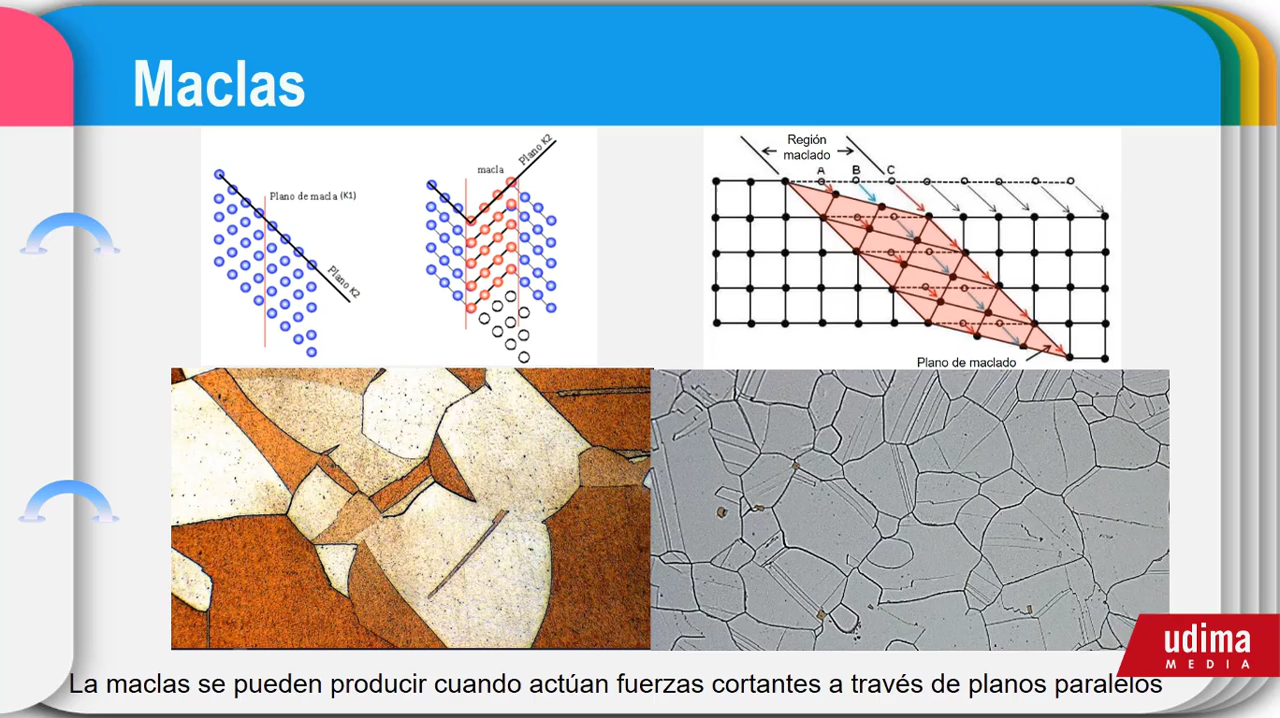 Maclas
Plano de macla (K1)
Plano K2
macla
Plano K2
Región
maclado
A B C
Plano de maclado
udima
MEDIA
La maclas se pueden producir cuando actúan fuerzas cortantes a través de planos paralelos